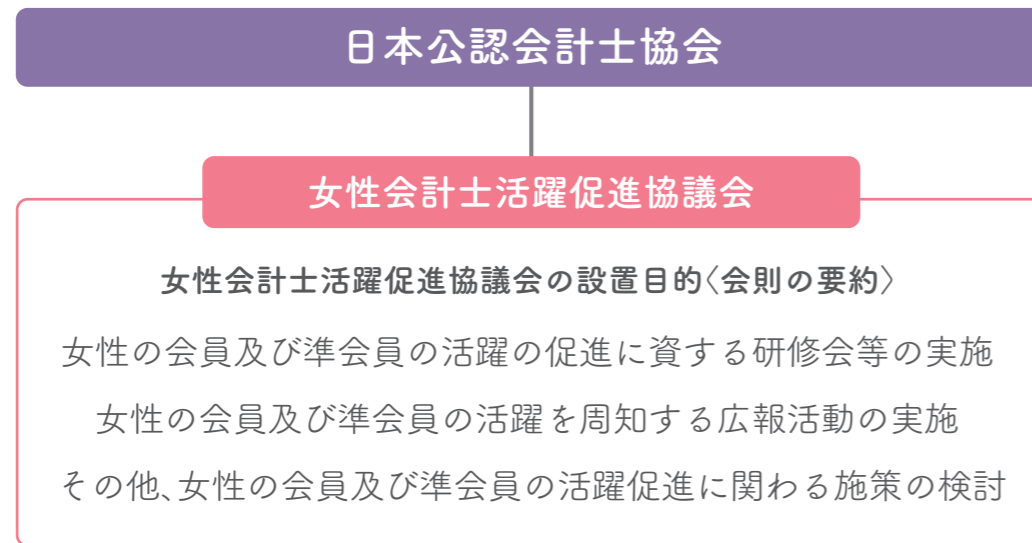 日本公認会計士協会
女性会計士活躍促進協議会
女性会計士活躍促進協議会の設置目的〈会則の要約〉
女性の会員及び準会員の活躍の促進に資する研修会等の実施
女性の会員及び準会員の活躍を周知する広報活動の実施
その他、女性の会員及び準会員の活躍促進に関わる施策の検討